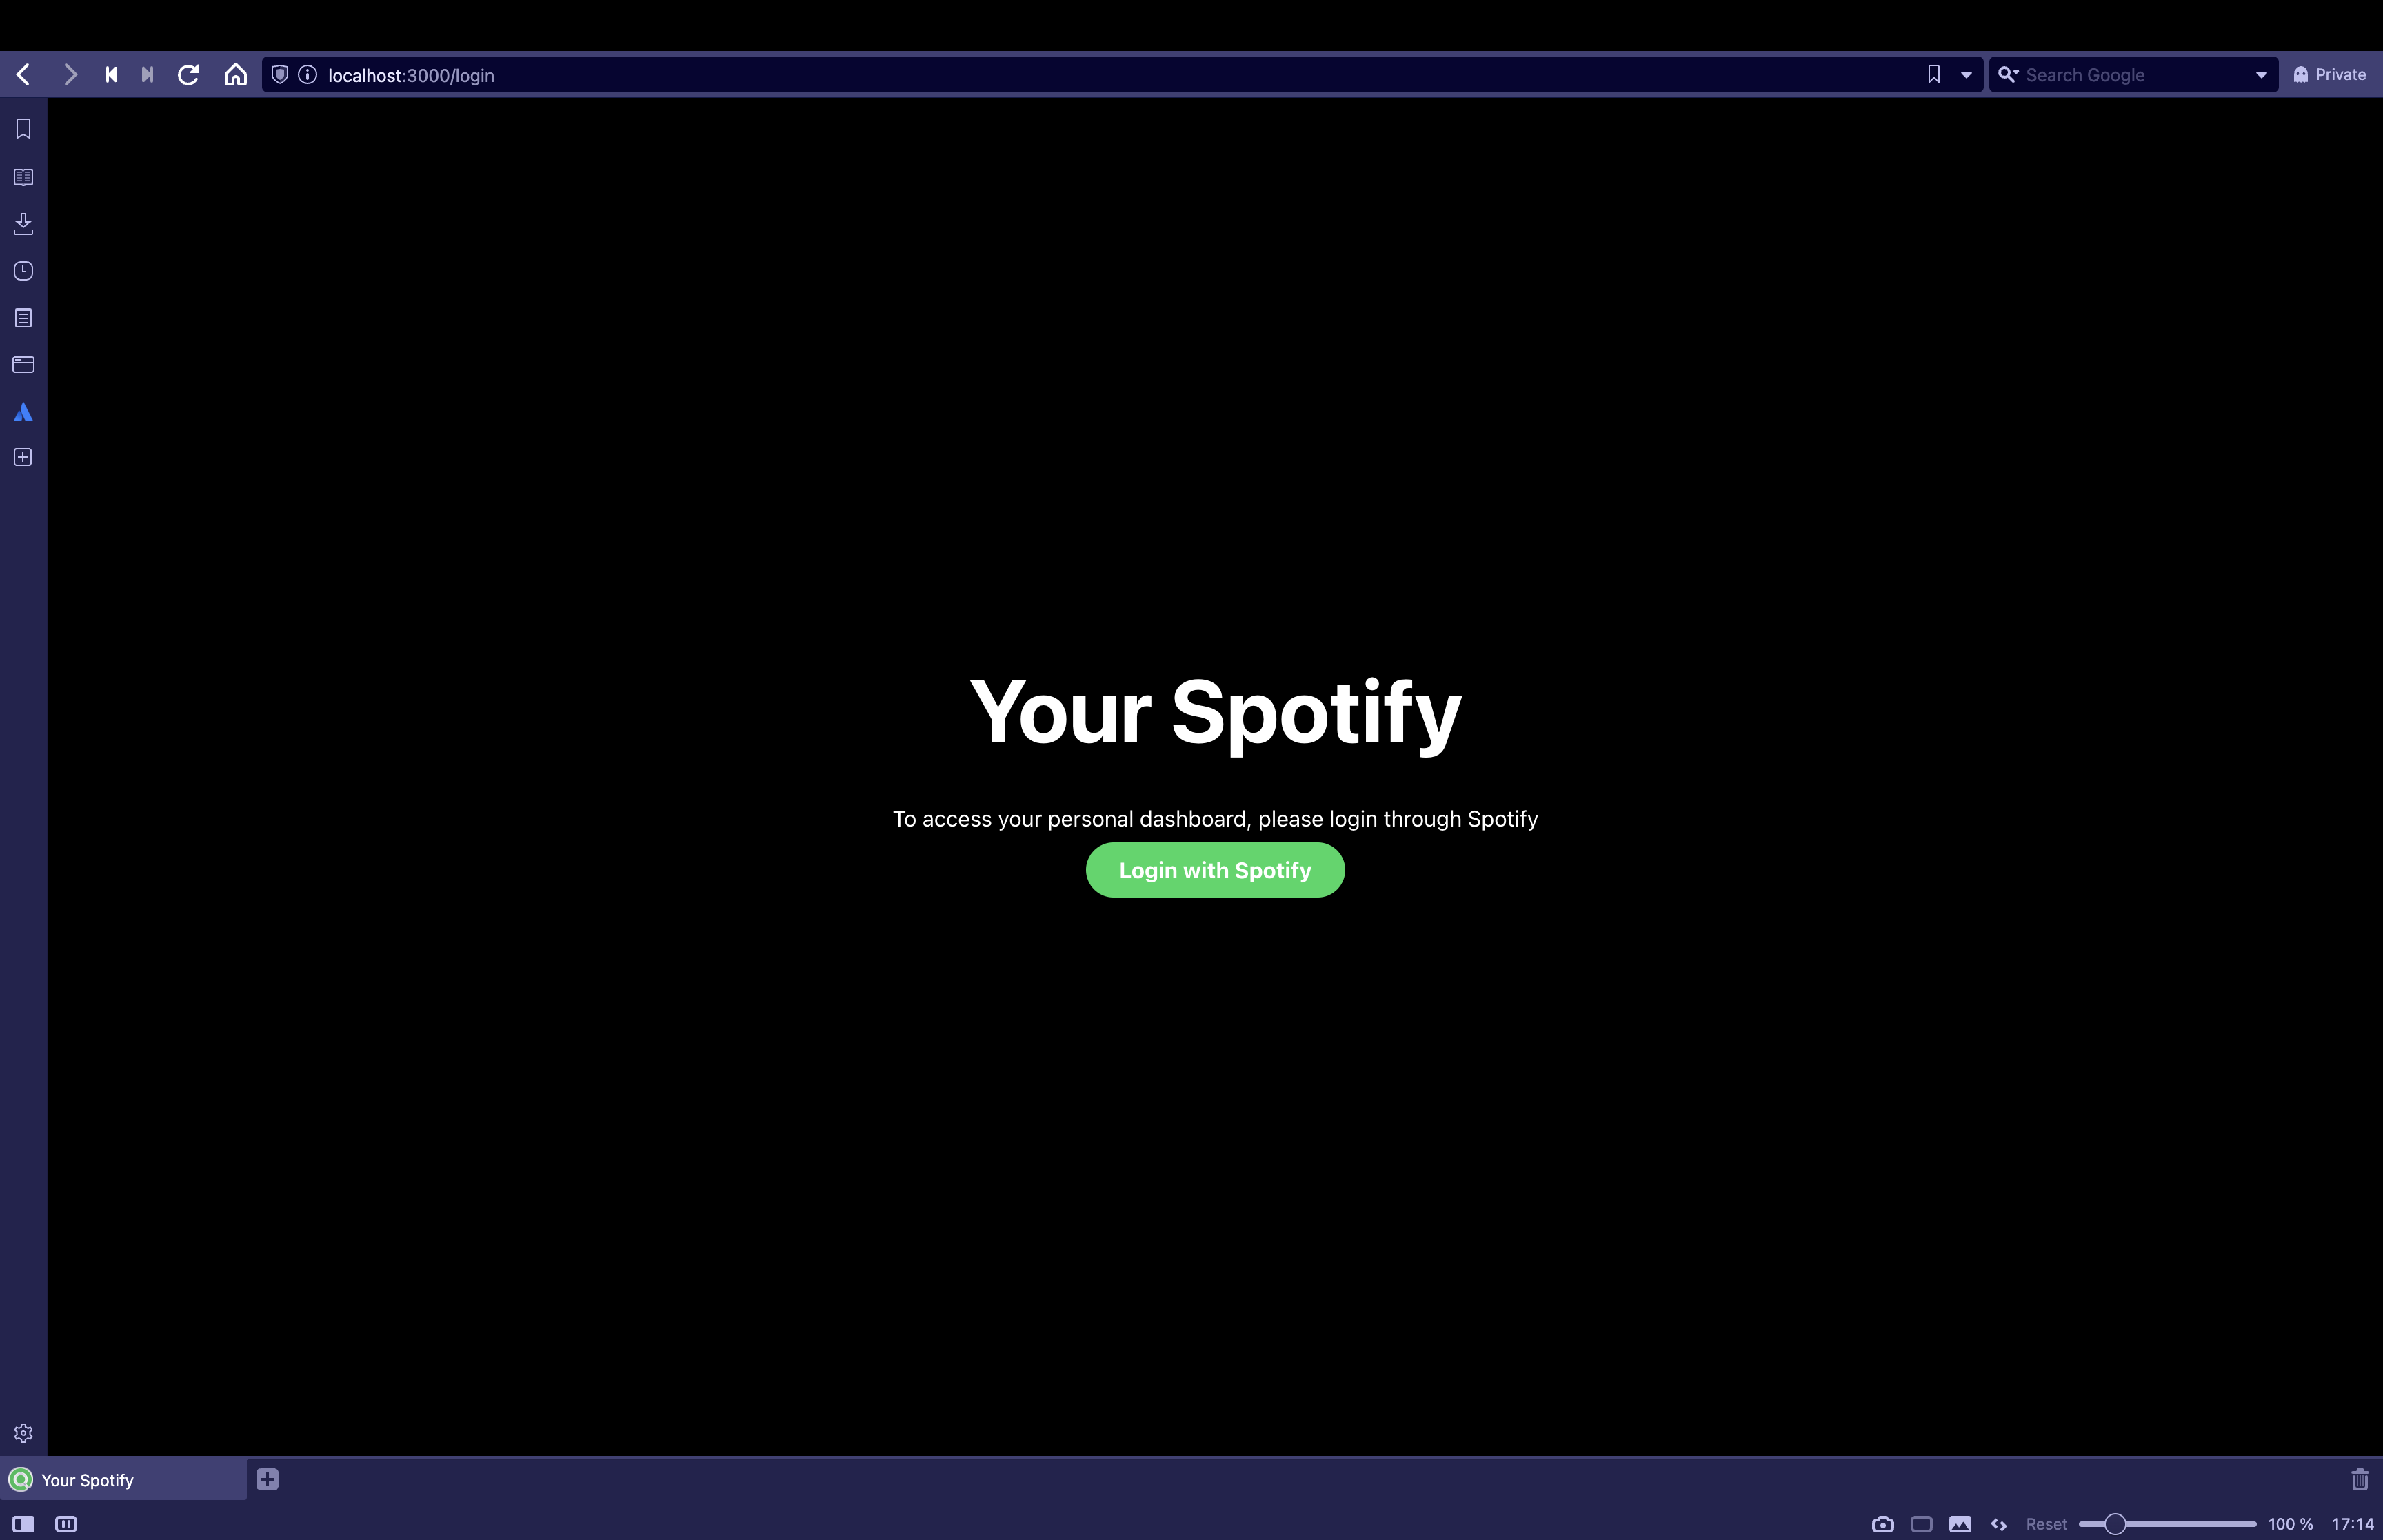 localhost:3000/login
Search Google
Private
Your Spotify
To access your personal dashboard, please login through Spotify
Login with Spotify
Your Spotify
Reset
100 %
17:14